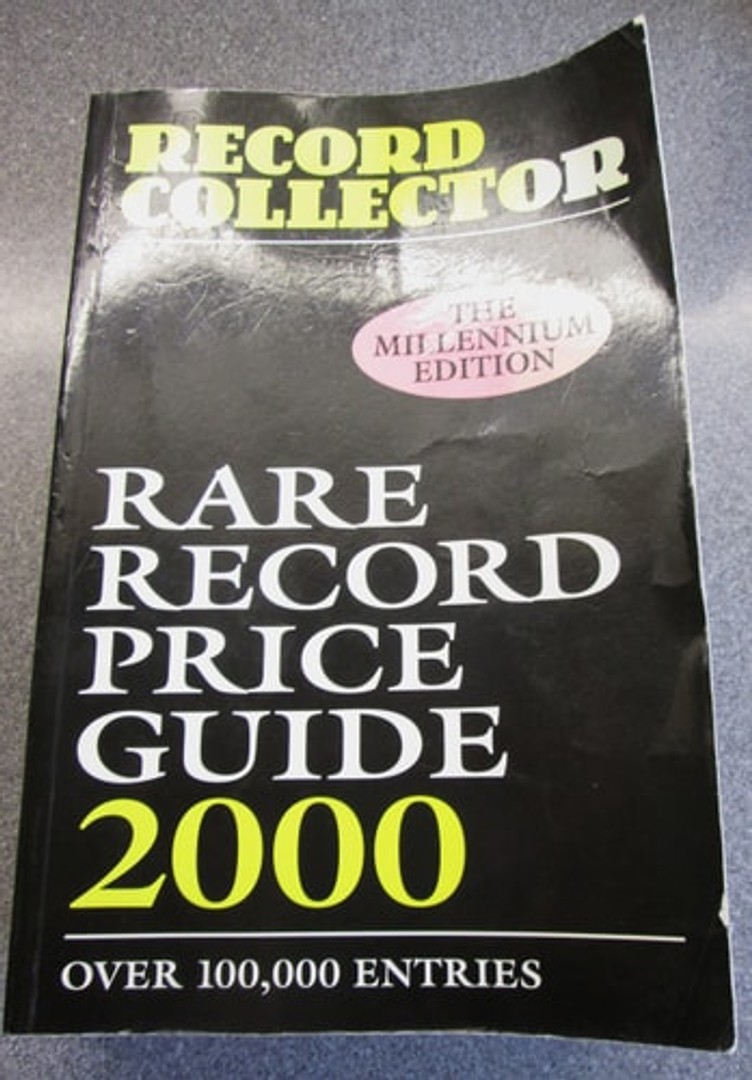 RECORD
COLLECTOR
THE
MILLENNIUM
EDITION
RARE
RECORD
PRICE
GUIDE
2000
OVER 100,000 ENTRIES